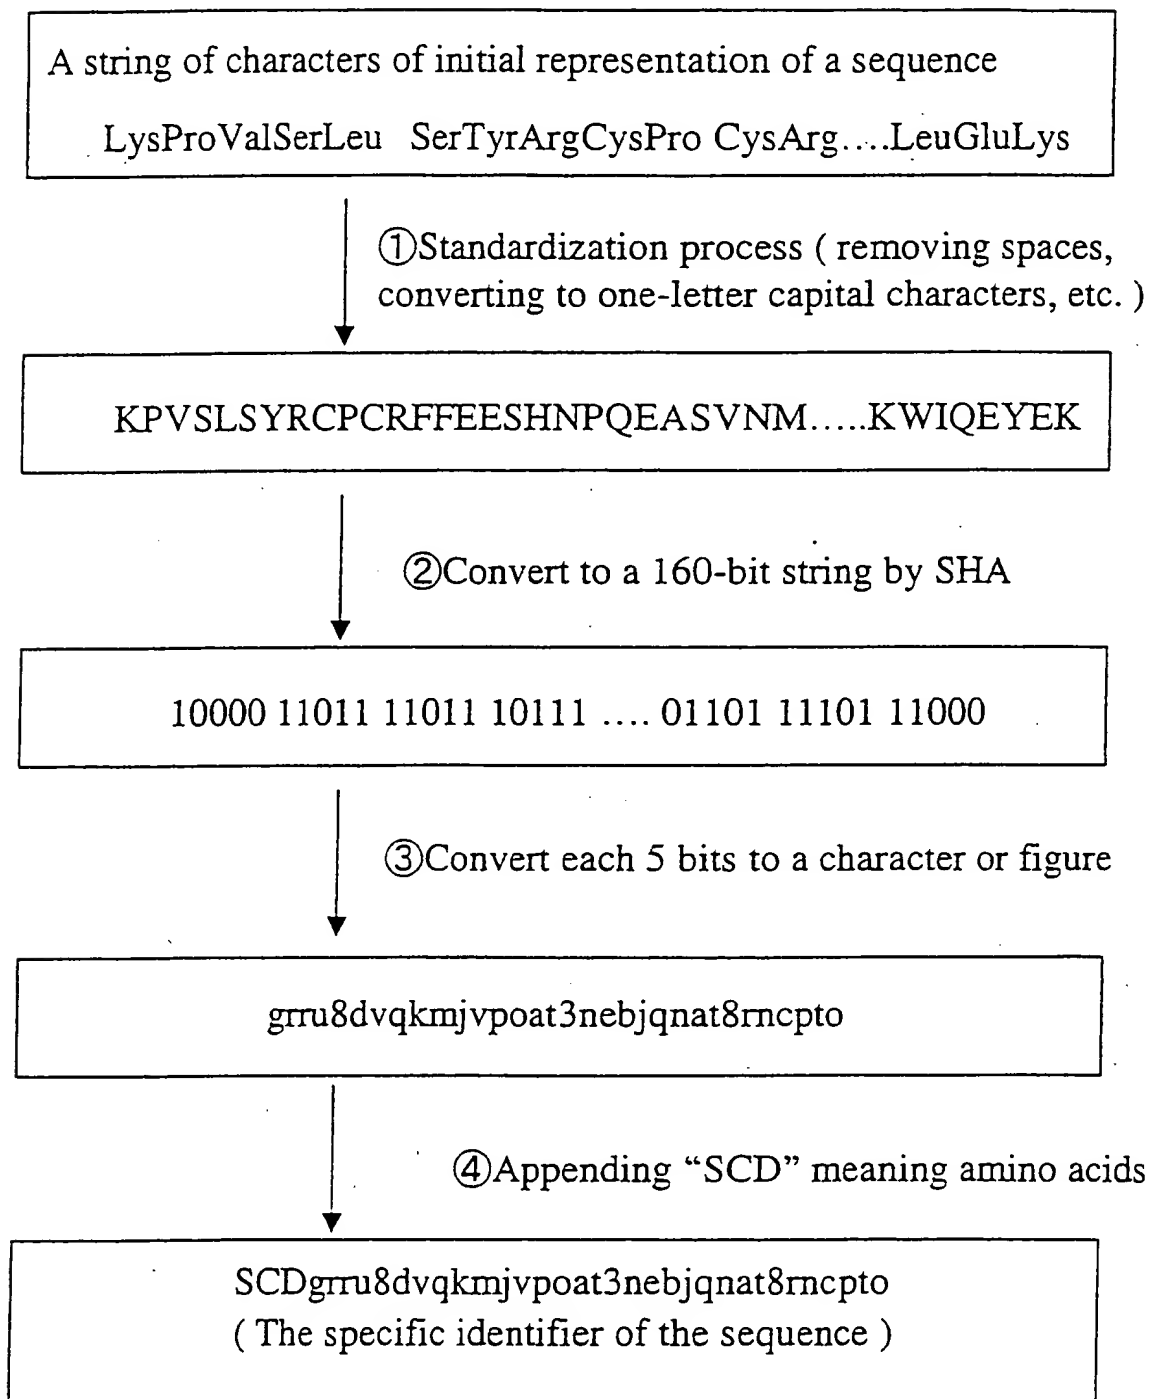 A string of characters of initial representation of a sequence
LysProValSerLeu SerTyrArgCysPro CysArg....LeuGluLys
①Standardization process ( removing spaces,
converting to one-letter capital characters, etc. )
KPVSLSYRCPCRFFEESHNPQEASVNM.....KWIQEYEK
②Convert to a 160-bit string by SHA
10000 11011 11011 10111 .... 01101 11101 11000
③Convert each 5 bits to a character or figure
grru8dvqkmjvpoat3nebjqnat8rncpto
④Appending “SCD” meaning amino acids
SCDgrru8dvqkmjvpoat3nebjqnat8rncpto
( The specific identifier of the sequence )